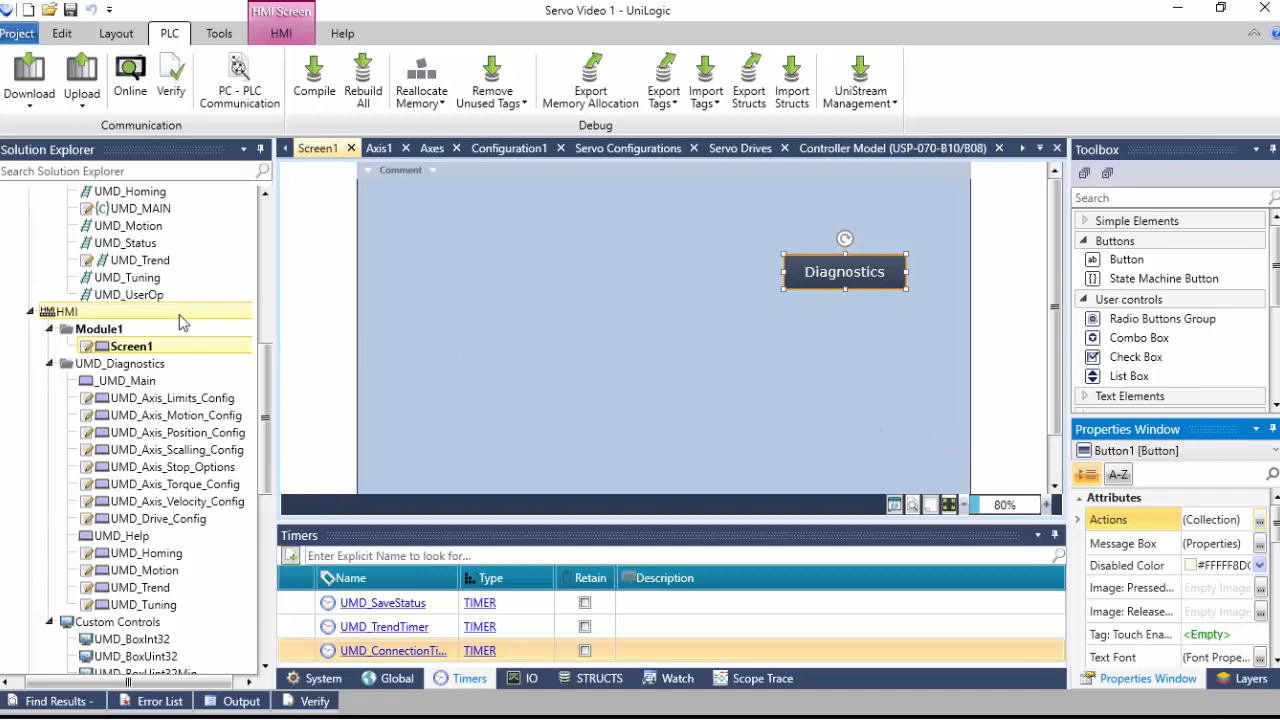 Servo Video 1 - UniLogic
HMI Screen
Project Edit Layout PLC Tools HMI Help
Download Upload Online Verify PC - PLC Communication Compile Rebuild All Reallocate Memory Remove Unused Tags Export Memory Allocation Export Tags Import Tags Export Structs Import Structs UniStream Management
Communication Debug
Solution Explorer
Search Solution Explorer
UMD_Homing
{C} UMD_MAIN
UMD_Motion
UMD_Status
UMD_Trend
UMD_Tuning
UMD_UserOp
HMI HMI
Module1
Screen1
UMD_Diagnostics
_UMD_Main
UMD_Axis_Limits_Config
UMD_Axis_Motion_Config
UMD_Axis_Position_Config
UMD_Axis_Scalling_Config
UMD_Axis_Stop_Options
UMD_Axis_Torque_Config
UMD_Axis_Velocity_Config
UMD_Drive_Config
UMD_Help
UMD_Homing
UMD_Motion
UMD_Trend
UMD_Tuning
Custom Controls
UMD_BoxInt32
UMD_BoxUint32
UMD_BoxUint32Min
Screen1 Axis1 Axes Configuration1 Servo Configurations Servo Drives Controller Model (USP-070-B10/B08)
Comment
Diagnostics
80%
Timers
Enter Explicit Name to look for...
Name Type Retain Description
UMD_SaveStatus TIMER
UMD_TrendTimer TIMER
UMD_ConnectionTi... TIMER
System Global Timers IO STRUCTS Watch Scope Trace
Toolbox
Search
Simple Elements
Buttons
ab Button
[] State Machine Button
User controls
Radio Buttons Group
Combo Box
Check Box
List Box
Text Elements
Properties Window
Button1 [Button]
A-Z
Attributes
Actions (Collection) ...
Message Box (Properties) ...
Disabled Color #FFFFF8D0
Image: Pressed... Empty Image ...
Image: Release... Empty Image ...
Tag: Touch Ena... <Empty>
Text Font (Font Prope... ...
Properties Window Layers
Find Results - Error List Output Verify